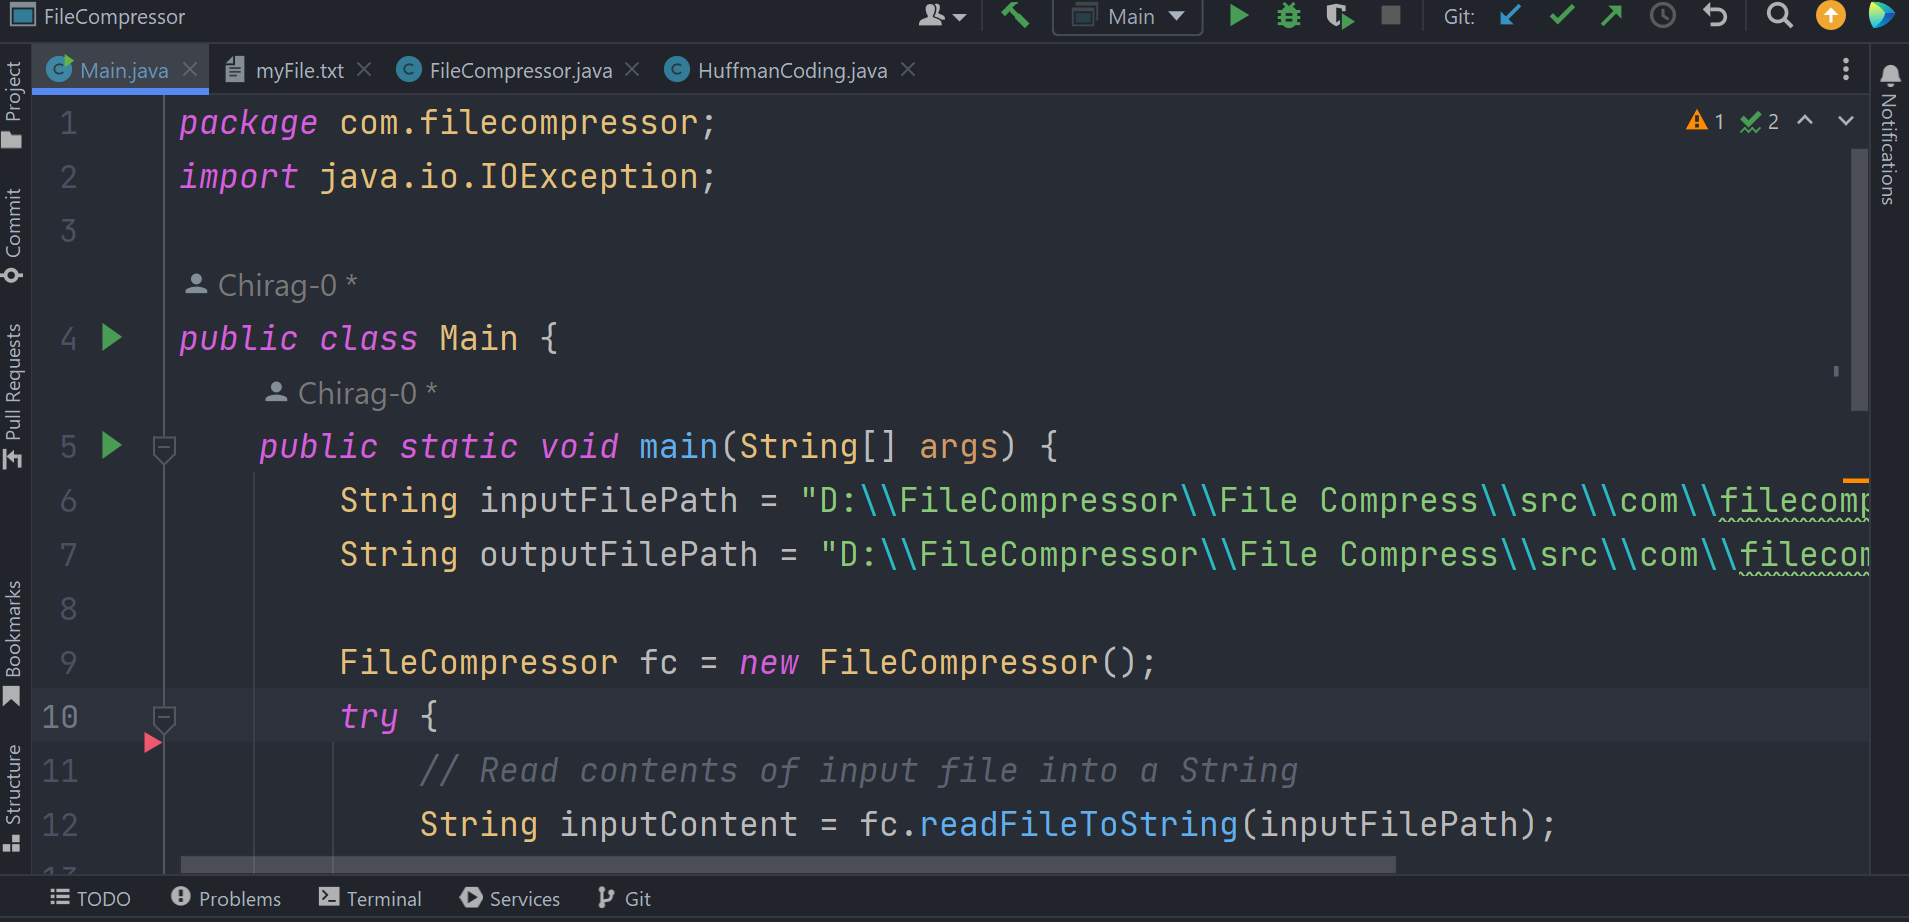 FileCompressor
Main
Git:
Main.java
myFile.txt
FileCompressor.java
HuffmanCoding.java
Project
Commit
Pull Requests
Bookmarks
Structure
Notifications
1 2
1 package com.filecompressor;
2 import java.io.IOException;
3
Chirag-0 *
4 public class Main {
Chirag-0 *
5 public static void main(String[] args) {
6 String inputFilePath = "D:\\FileCompressor\\File Compress\\src\\com\\filecomp
7 String outputFilePath = "D:\\FileCompressor\\File Compress\\src\\com\\filecom
8
9 FileCompressor fc = new FileCompressor();
10 try {
11 // Read contents of input file into a String
12 String inputContent = fc.readFileToString(inputFilePath);
TODO
Problems
Terminal
Services
Git